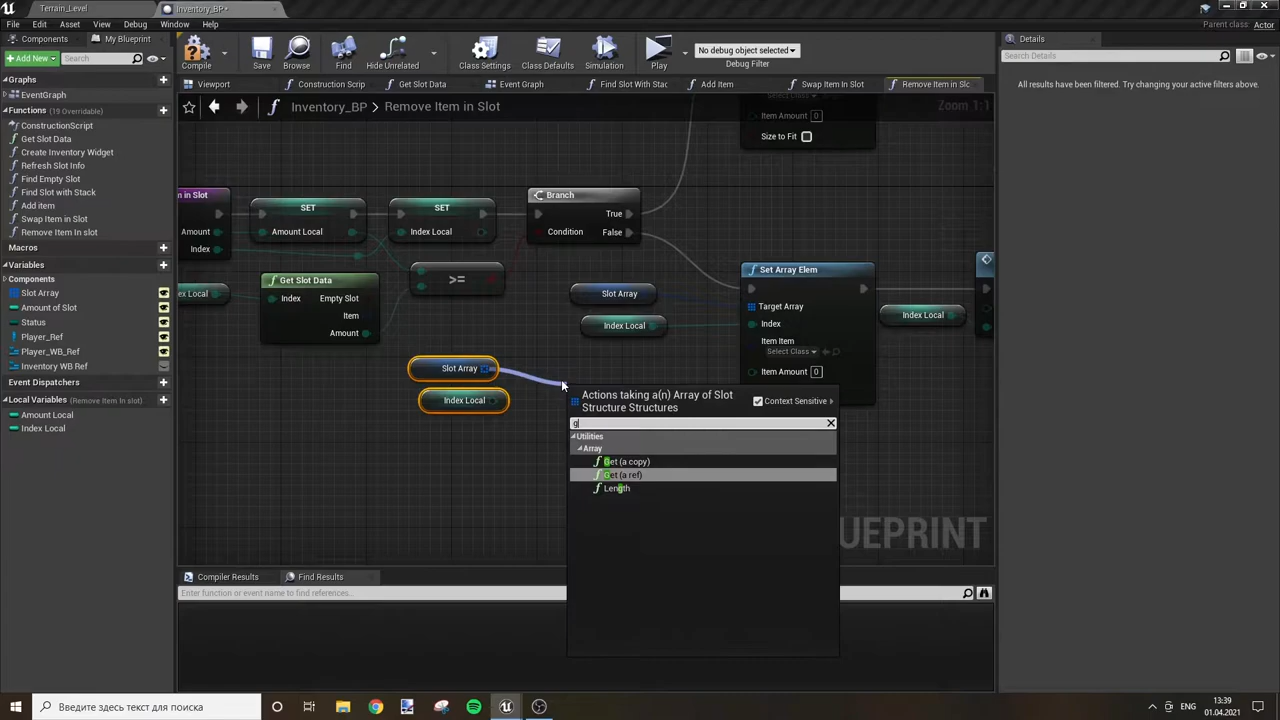 Terrain_Level
Inventory_BP*
File Edit Asset View Debug Window Help
Parent class: Actor
Components My Blueprint
Add New
Search
Compile
Save
Browse
Find
Hide Unrelated
Class Settings
Class Defaults
Simulation
Play
No debug object selected
Debug Filter
Details
Search Details
All results have been filtered. Try changing your active filters above.
Viewport
Construction Scrip
Get Slot Data
Event Graph
Find Slot With Stac
Add Item
Swap Item In Slot
Remove Item in Slc
Inventory_BP > Remove Item in Slot
Zoom 1:1
Graphs
EventGraph
Functions (19 Overridable)
ConstructionScript
Get Slot Data
Create Inventory Widget
Refresh Slot Info
Find Empty Slot
Find Slot with Stack
Add item
Swap Item in Slot
Remove Item In slot
Macros
Variables
Components
Slot Array
Amount of Slot
Status
Player_Ref
Player_WB_Ref
Inventory WB Ref
Event Dispatchers
Local Variables (Remove Item In slot)
Amount Local
Index Local
m in Slot
Amount
Index
SET
Amount Local
SET
Index Local
Branch
Condition
True
False
Select Class
Item Amount 0
Size to Fit
ex Local
Get Slot Data
Index
Empty Slot
Item
Amount
>=
Slot Array
Index Local
Set Array Elem
Target Array
Index
Item Item
Select Class
Item Amount 0
Index Local
Slot Array
Index Local
Actions taking a(n) Array of Slot
Structure Structures
Context Sensitive
g
Utilities
Array
Get (a copy)
Get (a ref)
Length
UEPRINT
Compiler Results
Find Results
Enter function or event name to find references...
Введите здесь текст для поиска
13:39
01.04.2021